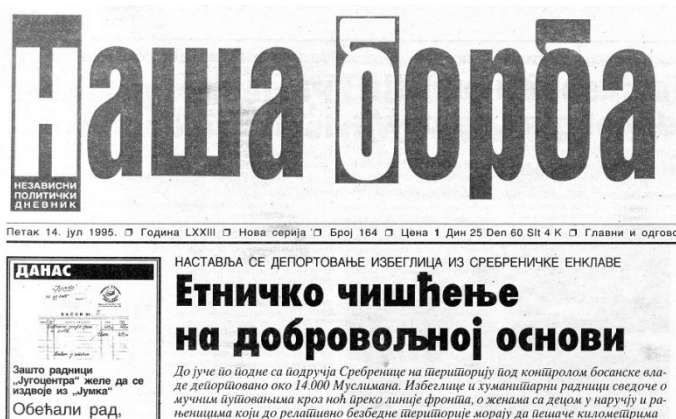 Наша борба
НЕЗАВИСНИ
ПОЛИТИЧКИ
ДНЕВНИК
Петак 14. јул 1995. ❒ Година LXXIII ❒ Нова серија ❒ Број 164 ❒ Цена 1 Дин 25 Den 60 Slt 4 K ❒ Главни и одгово
ДАНАС
Зашто радници
„Југоцентра” желе да се
издвоје из „Јумка”
Обећали рад,
НАСТАВЉА СЕ ДЕПОРТОВАЊЕ ИЗБЕГЛИЦА ИЗ СРЕБРЕНИЧКЕ ЕНКЛАВЕ
Етничко чишћење
на добровољној основи
До јуче по подне са подручја Сребренице на територију под контролом босанске вла-
де депортовано око 14.000 Муслимана. Избеглице и хуманитарни радници сведоче о
мучним путовањима кроз ноћ преко линије фронта, о женама са децом у наручју и ра-
њеницима који до релативно безбедне територије морају да пешаче километрима